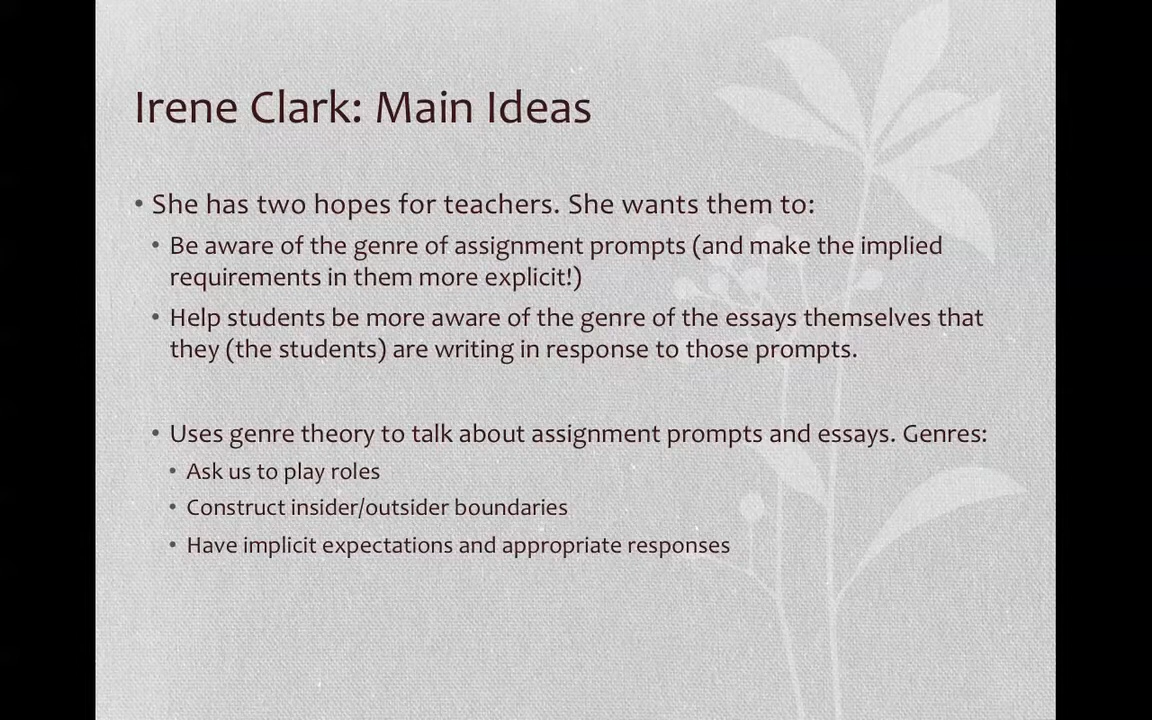 Irene Clark: Main Ideas
• She has two hopes for teachers. She wants them to:
• Be aware of the genre of assignment prompts (and make the implied
requirements in them more explicit!)
• Help students be more aware of the genre of the essays themselves that
they (the students) are writing in response to those prompts.
• Uses genre theory to talk about assignment prompts and essays. Genres:
• Ask us to play roles
• Construct insider/outsider boundaries
• Have implicit expectations and appropriate responses